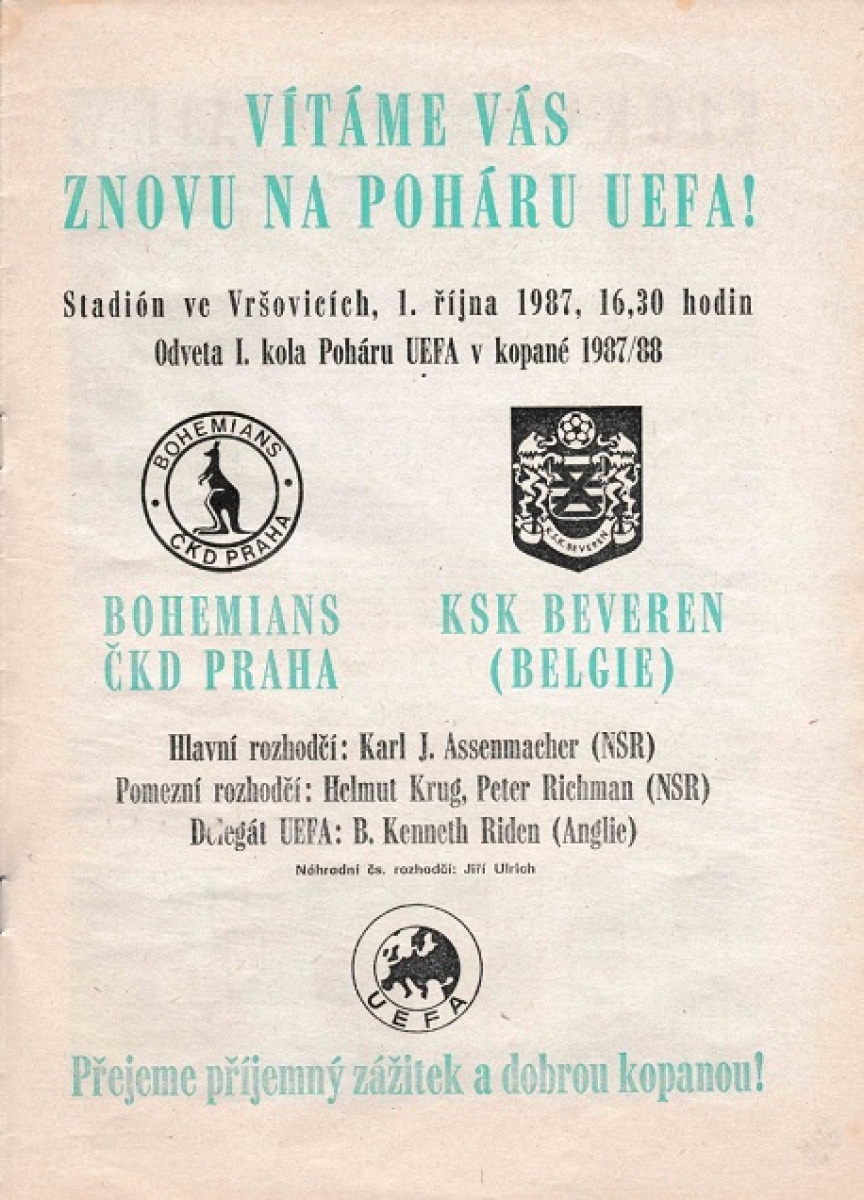 VÍTÁME VÁS
ZNOVU NA POHÁRU UEFA!
Stadión ve Vršovicích, 1. října 1987, 16,30 hodin
Odveta I. kola Poháru UEFA v kopané 1987/88
BOHEMIANS
ČKD PRAHA
K.S.K. BEVEREN
BOHEMIANS
ČKD PRAHA
KSK BEVEREN
(BELGIE)
Hlavní rozhodčí: Karl J. Assenmacher (NSR)
Pomezní rozhodčí: Helmut Krug, Peter Richman (NSR)
Delegát UEFA: B. Kenneth Riden (Anglie)
Náhradní čs. rozhodčí: Jiří Ulrich
UEFA
Přejeme příjemný zážitek a dobrou kopanou!